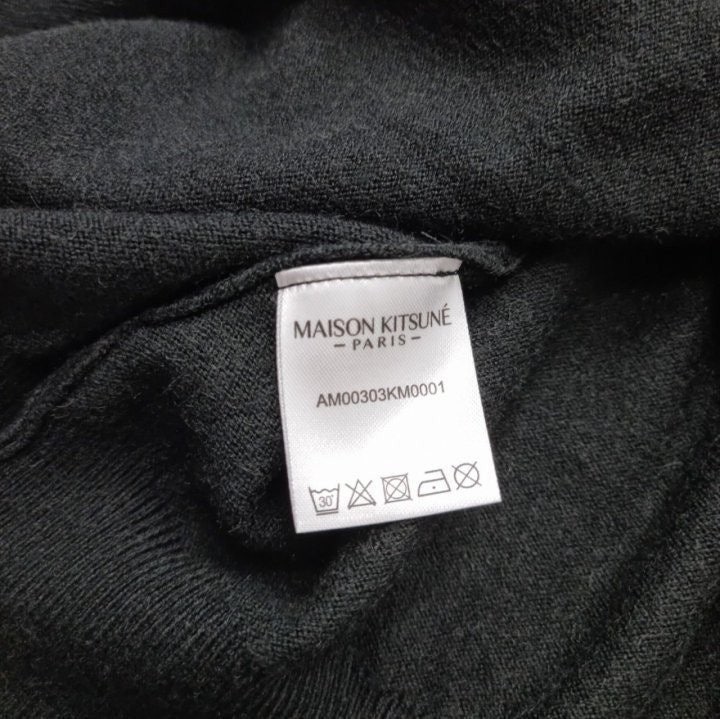 MAISON KITSUNÉ
- PARIS -
AM00303KM0001
30°